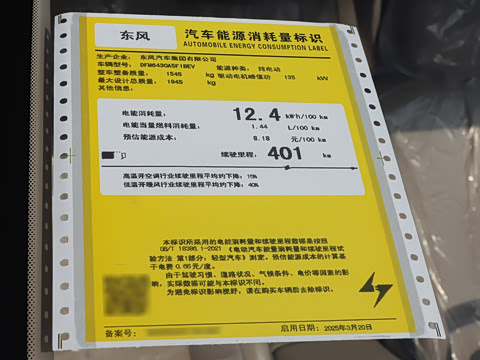 东风
汽车能源消耗量标识
AUTOMOBILE ENERGY CONSUMPTION LABEL
生产企业: 东风汽车集团有限公司
车辆型号: DFM6430A5F1BEV 能源种类: 纯电动
整车整备质量: 1545 kg 驱动电机峰值功 135 kW
最大设计总质量: 1945 kg
其他信息:
电能消耗量: 12.4 kW·h/100 km
电能当量燃料消耗量: 1.44 L/100 km
预估能源成本: 8.18 元/100 km
续驶里程: 401 km
高温开空调行业续驶里程平均约下降: 15%
低温开暖风行业续驶里程平均约下降: 40%
本标识所采用的电能消耗量和续驶里程数据是按照
GB/T 18386.1-2021 《电动汽车能量消耗量和续驶里程试
验方法 第1部分: 轻型汽车》测定。预估能源成本的计算基
于电费 0.66元/度。
由于驾驶习惯、道路状况、气候条件、电价等因素的影
响, 实际数据可能与本标识不同。
为避免标识影响视野, 请在购买车辆后去除标识。
备案号:
启用日期: 2025年3月20日